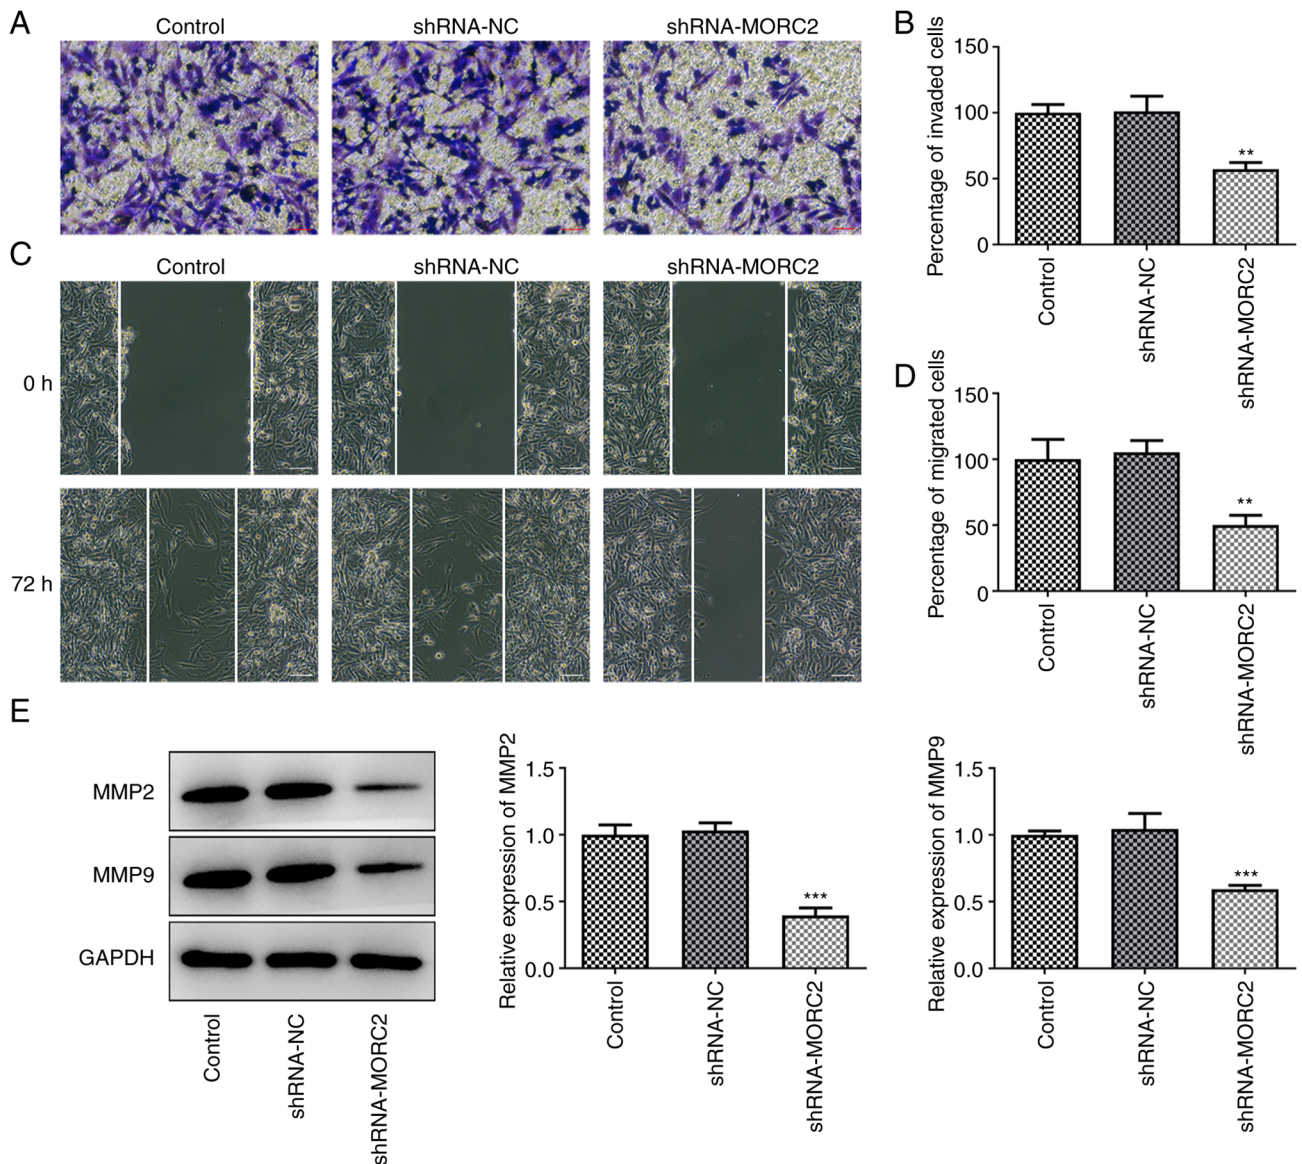 A
Control
shRNA-NC
shRNA-MORC2
B
Percentage of invaded cells
150
100
50
0
**
Control
shRNA-NC
shRNA-MORC2
C
Control
shRNA-NC
shRNA-MORC2
0 h
72 h
D
Percentage of migrated cells
150
100
50
0
**
Control
shRNA-NC
shRNA-MORC2
E
MMP2
MMP9
GAPDH
Control
shRNA-NC
shRNA-MORC2
Relative expression of MMP2
1.5
1.0
0.5
0.0
***
Control
shRNA-NC
shRNA-MORC2
Relative expression of MMP9
1.5
1.0
0.5
0.0
***
Control
shRNA-NC
shRNA-MORC2